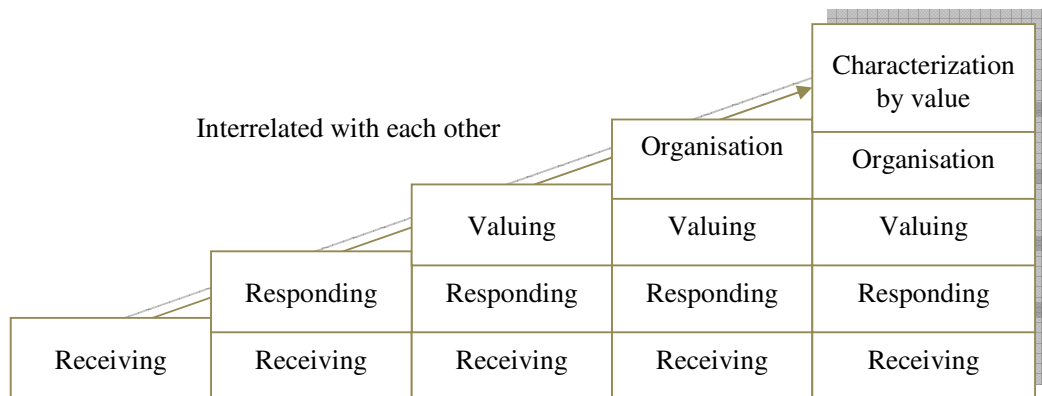 Characterization
by value
Interrelated with each other
Organisation
Organisation
Valuing
Valuing
Valuing
Responding
Responding
Responding
Responding
Receiving
Receiving
Receiving
Receiving
Receiving